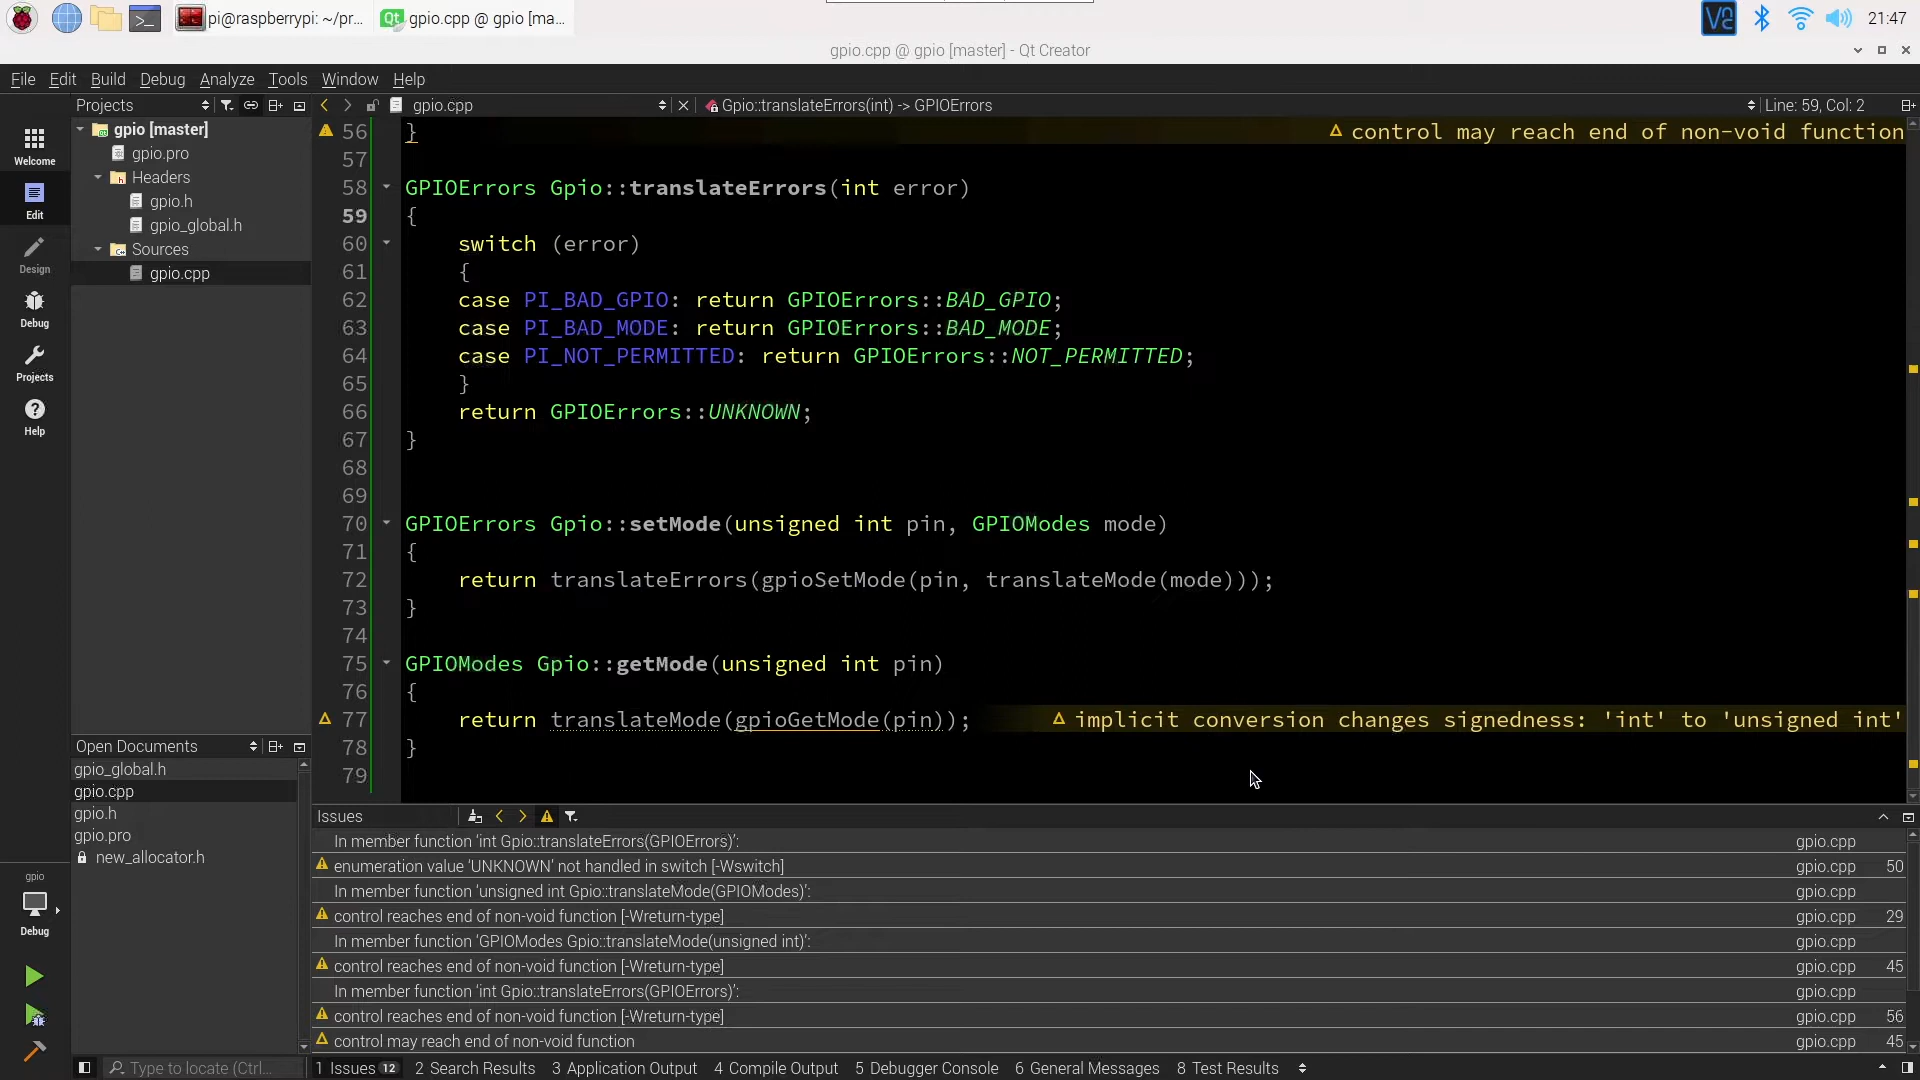 pi@raspberrypi: ~/pr...
Qt gpio.cpp @ gpio [ma...
21:47
gpio.cpp @ gpio [master] - Qt Creator
File Edit Build Debug Analyze Tools Window Help
Projects
gpio.cpp
Gpio::translateErrors(int) -> GPIOErrors
Line: 59, Col: 2
gpio [master]
gpio.pro
Headers
gpio.h
gpio_global.h
Sources
gpio.cpp
Welcome
Edit
Design
Debug
Projects
Help
56 } control may reach end of non-void function
57
58 GPIOErrors Gpio::translateErrors(int error)
59 {
60 switch (error)
61 {
62 case PI_BAD_GPIO: return GPIOErrors::BAD_GPIO;
63 case PI_BAD_MODE: return GPIOErrors::BAD_MODE;
64 case PI_NOT_PERMITTED: return GPIOErrors::NOT_PERMITTED;
65 }
66 return GPIOErrors::UNKNOWN;
67 }
68
69
70 GPIOErrors Gpio::setMode(unsigned int pin, GPIOModes mode)
71 {
72 return translateErrors(gpioSetMode(pin, translateMode(mode)));
73 }
74
75 GPIOModes Gpio::getMode(unsigned int pin)
76 {
77 return translateMode(gpioGetMode(pin)); implicit conversion changes signedness: 'int' to 'unsigned int'
78 }
79
Open Documents
gpio_global.h
gpio.cpp
gpio.h
gpio.pro
new_allocator.h
gpio
Debug
Issues
In member function ‘int Gpio::translateErrors(GPIOErrors)’: gpio.cpp
enumeration value ‘UNKNOWN’ not handled in switch [-Wswitch] gpio.cpp 50
In member function ‘unsigned int Gpio::translateMode(GPIOModes)’: gpio.cpp
control reaches end of non-void function [-Wreturn-type] gpio.cpp 29
In member function ‘GPIOModes Gpio::translateMode(unsigned int)’: gpio.cpp
control reaches end of non-void function [-Wreturn-type] gpio.cpp 45
In member function ‘int Gpio::translateErrors(GPIOErrors)’: gpio.cpp
control reaches end of non-void function [-Wreturn-type] gpio.cpp 56
control may reach end of non-void function gpio.cpp 45
Type to locate (Ctrl...
1 Issues 12 2 Search Results 3 Application Output 4 Compile Output 5 Debugger Console 6 General Messages 8 Test Results